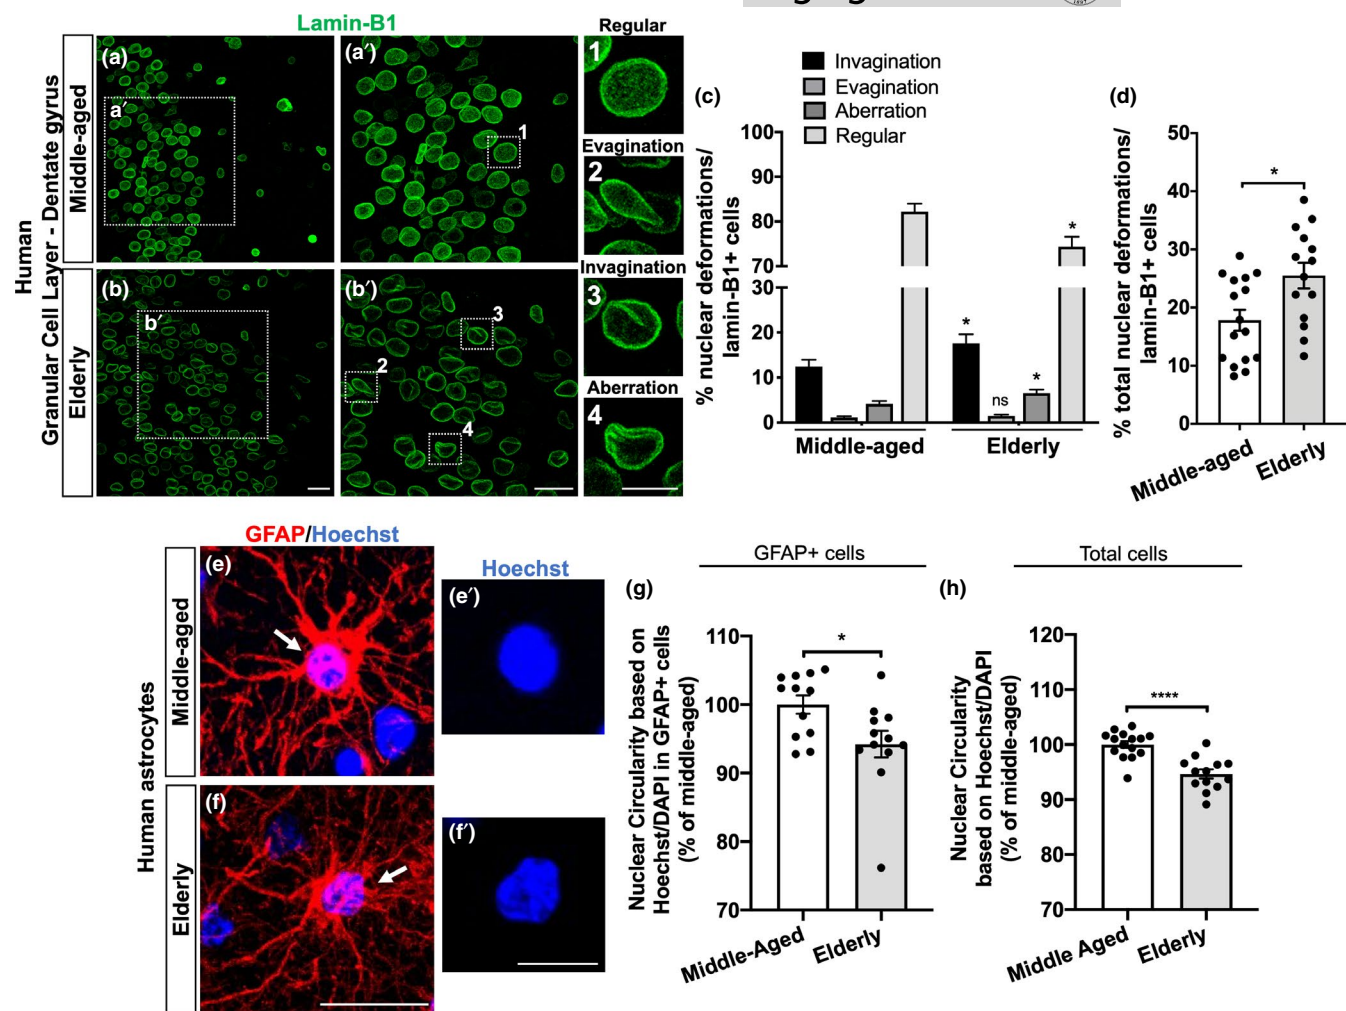 Lamin-B1
Human
Granular Cell Layer - Dentate gyrus
Middle-aged
Elderly
(a)
a′
(a′)
1
(b)
b′
(b′)
2
3
4
Regular
1
Evagination
2
Invagination
3
Aberration
4
(c)
Invagination
Evagination
Aberration
Regular
% nuclear deformations/
lamin-B1+ cells
100
90
80
70
30
20
10
0
*
ns
*
*
Middle-aged
Elderly
(d)
% total nuclear deformations/
lamin-B1+ cells
50
40
30
20
10
0
*
Middle-aged
Elderly
GFAP/Hoechst
Human astrocytes
Middle-aged
Elderly
(e)
(f)
Hoechst
(e′)
(f′)
GFAP+ cells
(g)
Nuclear Circularity based on
Hoechst/DAPI in GFAP+ cells
(% of middle-aged)
110
100
90
80
70
*
Middle-Aged
Elderly
Total cells
(h)
Nuclear Circularity
based on Hoechst/DAPI
(% of middle-aged)
120
110
100
90
80
70
****
Middle Aged
Elderly